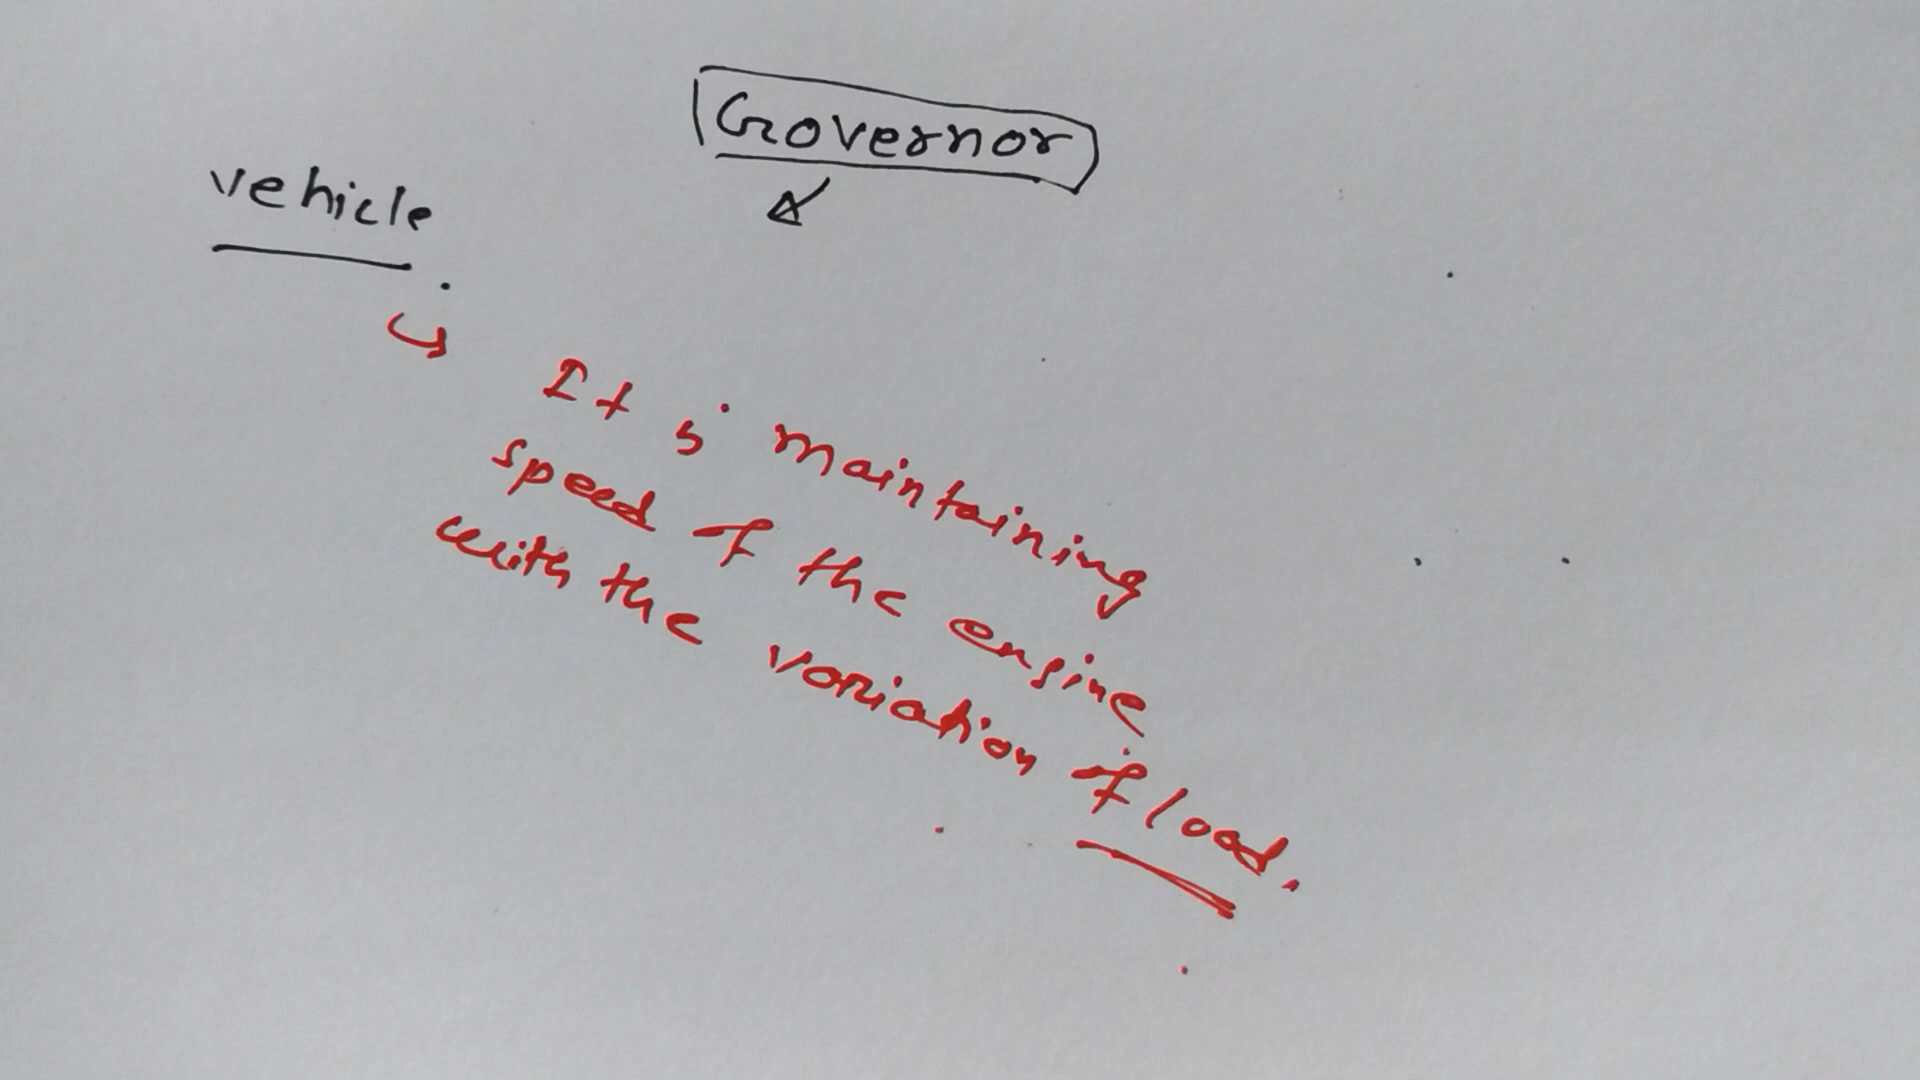 Governor
vehicle
It is maintaining
speed of the engine
with the variation of load.